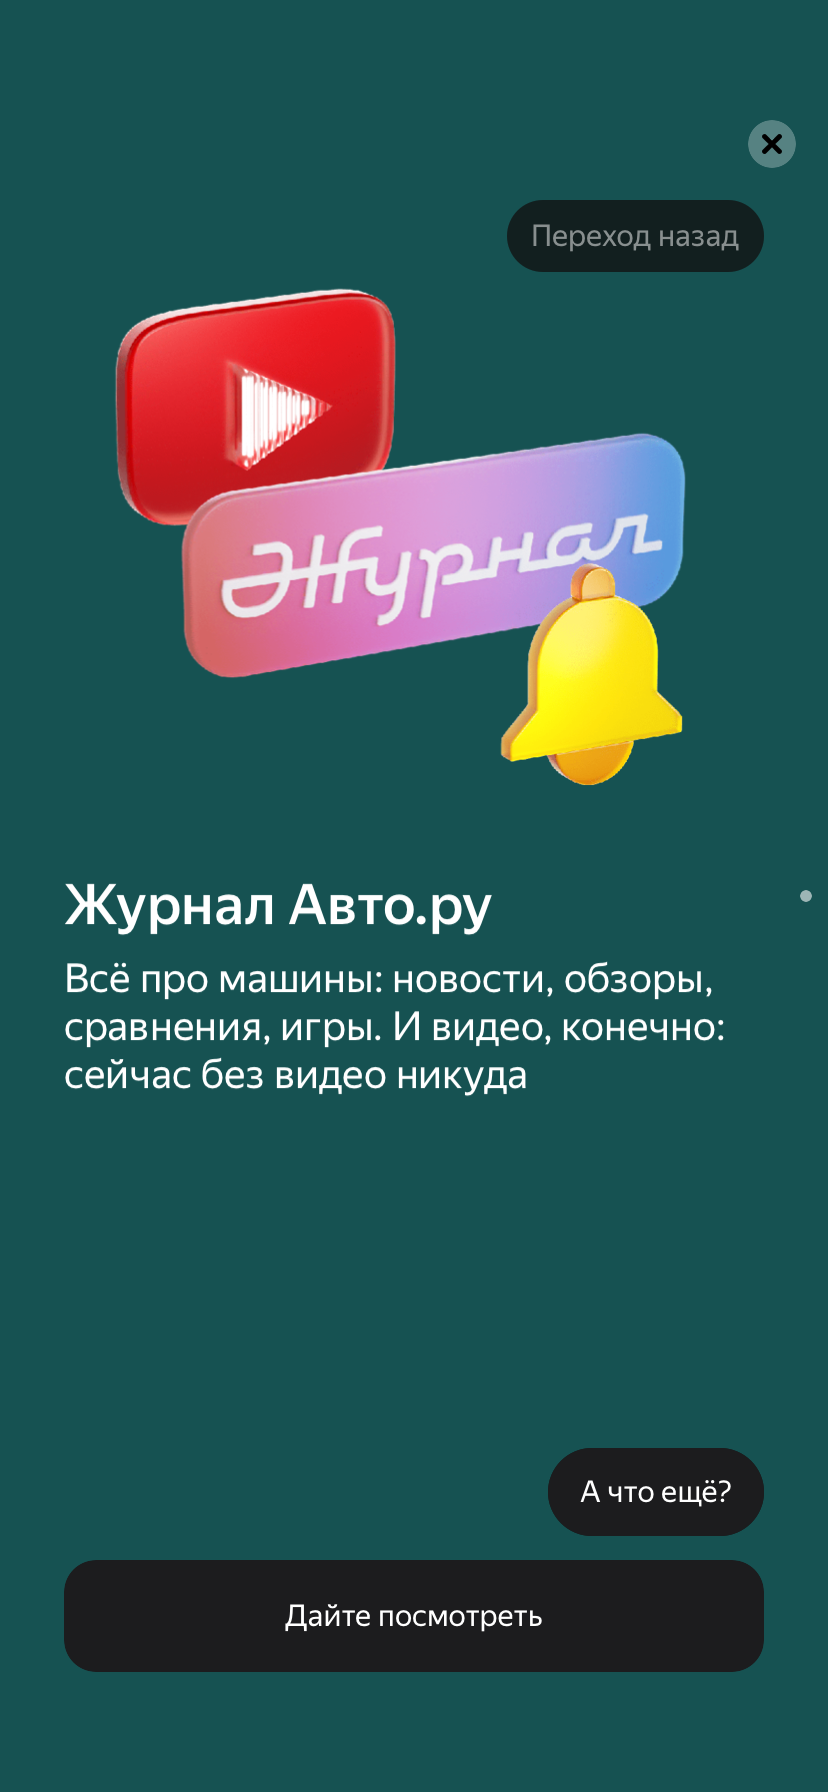 Переход назад
Журнал
Журнал Авто.ру
Всё про машины: новости, обзоры,
сравнения, игры. И видео, конечно:
сейчас без видео никуда
А что ещё?
Дайте посмотреть